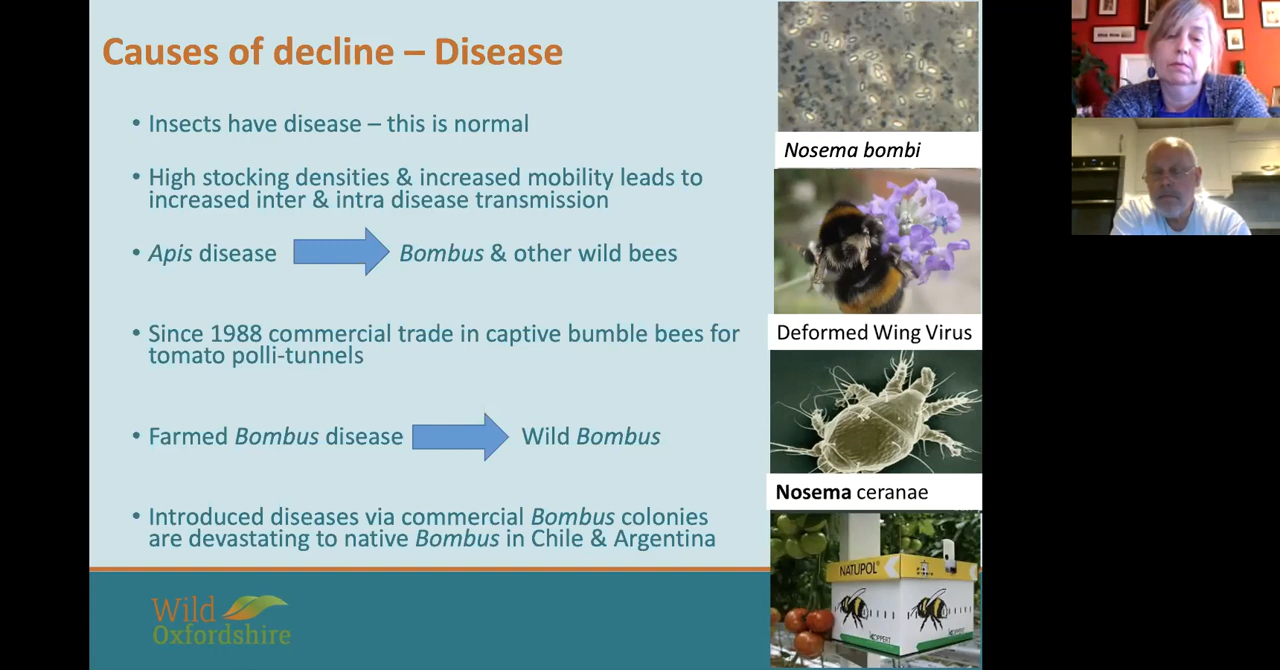 Causes of decline – Disease
• Insects have disease – this is normal
• High stocking densities & increased mobility leads to
increased inter & intra disease transmission
• Apis disease
Bombus & other wild bees
• Since 1988 commercial trade in captive bumble bees for
tomato polli-tunnels
• Farmed Bombus disease
Wild Bombus
• Introduced diseases via commercial Bombus colonies
are devastating to native Bombus in Chile & Argentina
Wild
Oxfordshire
Nosema bombi
Deformed Wing Virus
Nosema ceranae
NATUPOL®
KOPPERT
KOPPERT